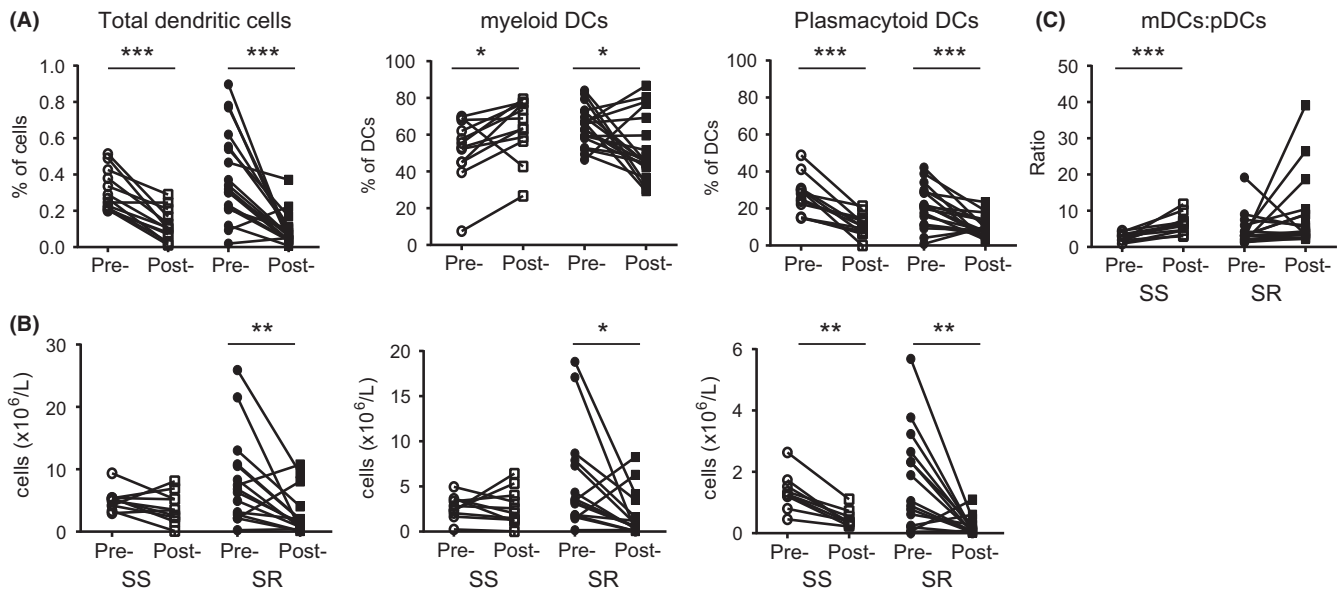 (A) Total dendritic cells myeloid DCs Plasmacytoid DCs (C) mDCs:pDCs
*** *** * * *** *** ***
% of cells
1.0
0.8
0.6
0.4
0.2
0.0
Pre- Post- Pre- Post-
% of DCs
100
80
60
40
20
0
Pre- Post- Pre- Post-
% of DCs
100
80
60
40
20
0
Pre- Post- Pre- Post-
Ratio
50
40
30
20
10
0
Pre- Post- Pre- Post-
SS SR
(B)
** * ** **
cells (x10⁶/L)
30
20
10
0
Pre- Post- Pre- Post-
SS SR
cells (x10⁶/L)
20
15
10
5
0
Pre- Post- Pre- Post-
SS SR
cells (x10⁶/L)
6
4
2
0
Pre- Post- Pre- Post-
SS SR